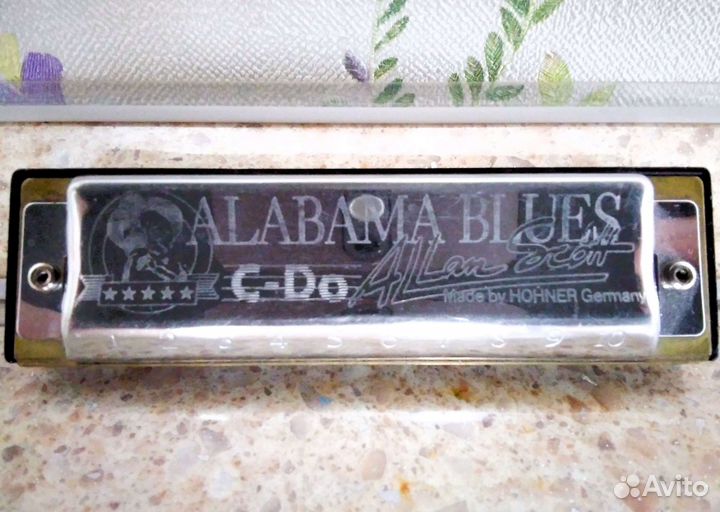 ALABAMA BLUES
C-Do Allan
Made by HOHNER Germany
1 2 3 4 5 6 7 8 9 10
Avito